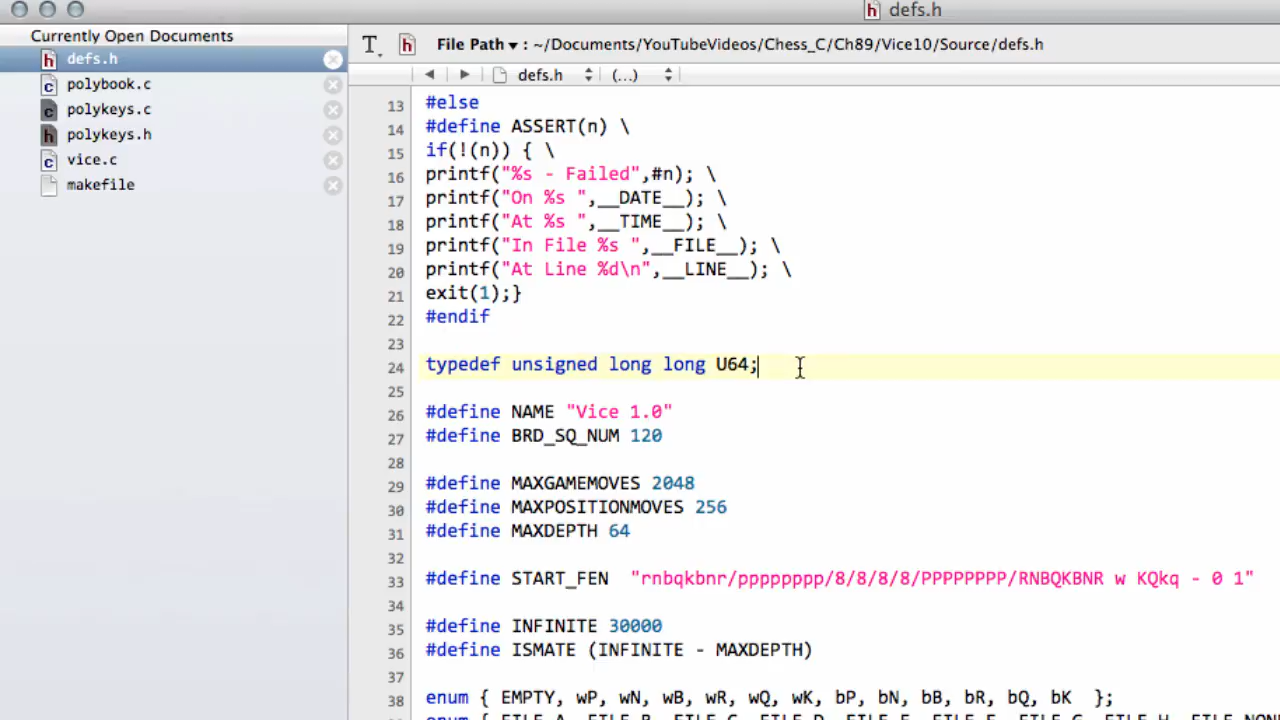 defs.h
Currently Open Documents
defs.h
polybook.c
polykeys.c
polykeys.h
vice.c
makefile
File Path ▾ : ~/Documents/YouTubeVideos/Chess_C/Ch89/Vice10/Source/defs.h
defs.h (...)
13 #else
14 #define ASSERT(n) \
15 if(!(n)) { \
16 printf("%s - Failed",#n); \
17 printf("On %s ",__DATE__); \
18 printf("At %s ",__TIME__); \
19 printf("In File %s ",__FILE__); \
20 printf("At Line %d\n",__LINE__); \
21 exit(1);}
22 #endif
23
24 typedef unsigned long long U64;
25
26 #define NAME "Vice 1.0"
27 #define BRD_SQ_NUM 120
28
29 #define MAXGAMEMOVES 2048
30 #define MAXPOSITIONMOVES 256
31 #define MAXDEPTH 64
32
33 #define START_FEN  "rnbqkbnr/pppppppp/8/8/8/8/PPPPPPPP/RNBQKBNR w KQkq - 0 1"
34
35 #define INFINITE 30000
36 #define ISMATE (INFINITE - MAXDEPTH)
37
38 enum { EMPTY, wP, wN, wB, wR, wQ, wK, bP, bN, bB, bR, bQ, bK  };